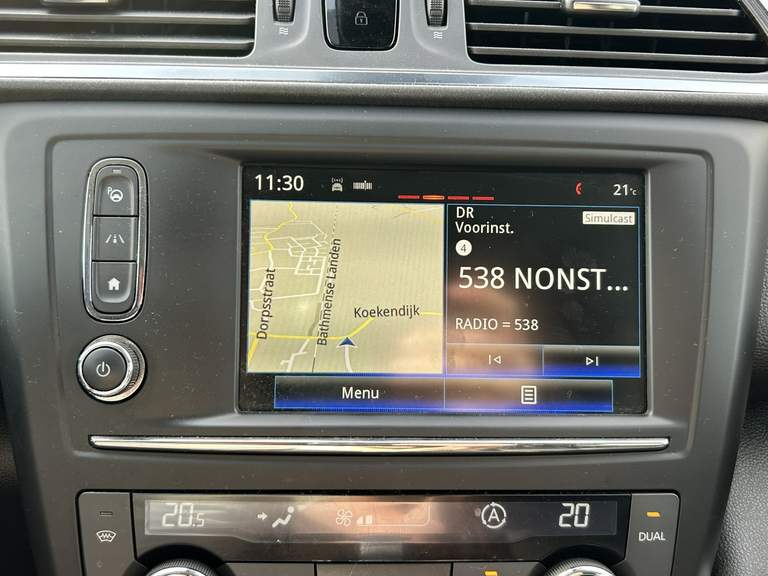 11:30
21°c
Dorpsstraat
Bathmense Landen
Koekendijk
DR
Voorinst.
Simulcast
4
538 NONST...
RADIO = 538
Menu
P
20.5
A
20
DUAL